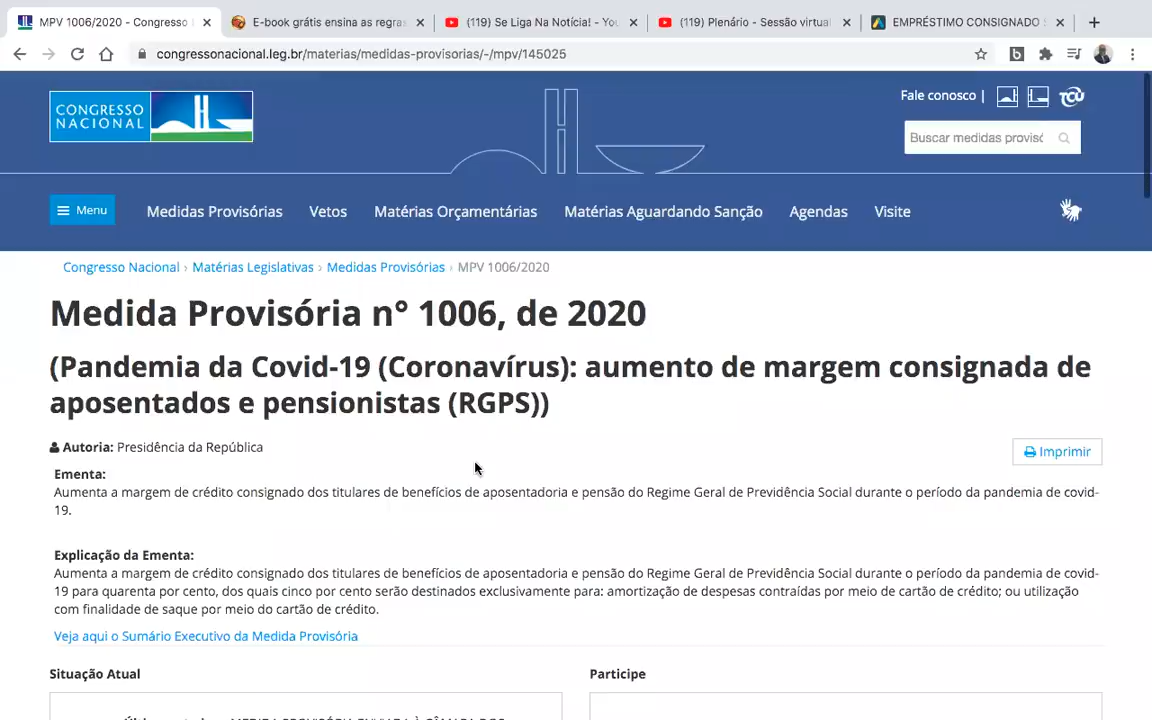 MPV 1006/2020 - Congresso
E-book grátis ensina as regra
(119) Se Liga Na Notícia! - You
(119) Plenário - Sessão virtual
EMPRÉSTIMO CONSIGNADO
congressonacional.leg.br/materias/medidas-provisorias/-/mpv/145025
CONGRESSO
NACIONAL
Fale conosco |
TCU
Buscar medidas provisó
Menu
Medidas Provisórias
Vetos
Matérias Orçamentárias
Matérias Aguardando Sanção
Agendas
Visite
Congresso Nacional › Matérias Legislativas › Medidas Provisórias › MPV 1006/2020
Medida Provisória n° 1006, de 2020
(Pandemia da Covid-19 (Coronavírus): aumento de margem consignada de
aposentados e pensionistas (RGPS))
Autoria: Presidência da República
Imprimir
Ementa:
Aumenta a margem de crédito consignado dos titulares de benefícios de aposentadoria e pensão do Regime Geral de Previdência Social durante o período da pandemia de covid-
19.
Explicação da Ementa:
Aumenta a margem de crédito consignado dos titulares de benefícios de aposentadoria e pensão do Regime Geral de Previdência Social durante o período da pandemia de covid-
19 para quarenta por cento, dos quais cinco por cento serão destinados exclusivamente para: amortização de despesas contraídas por meio de cartão de crédito; ou utilização
com finalidade de saque por meio do cartão de crédito.
Veja aqui o Sumário Executivo da Medida Provisória
Situação Atual
Participe